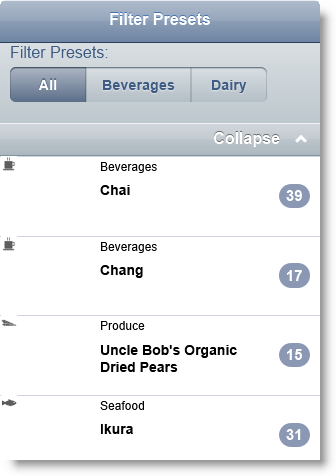 Filter Presets
Filter Presets:
All Beverages Dairy
Collapse
Beverages
Chai
39
Beverages
Chang
17
Produce
Uncle Bob's Organic
Dried Pears
15
Seafood
Ikura
31